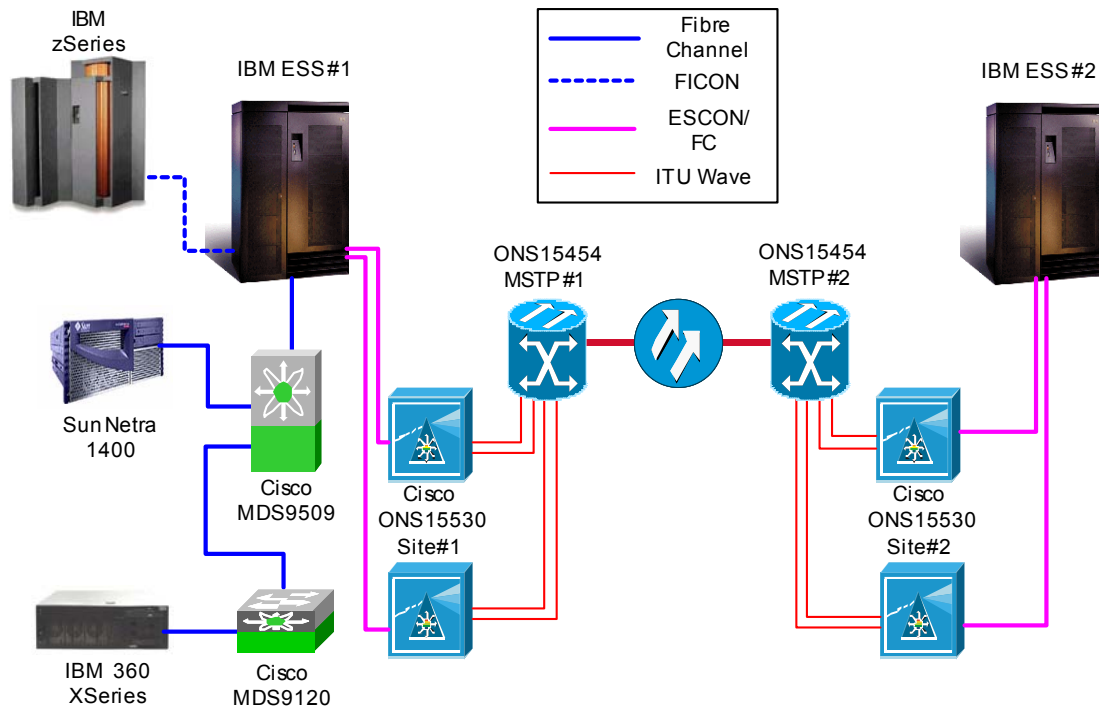 IBM
zSeries
IBM ESS#1
Fibre
Channel
FICON
ESCON/
FC
ITU Wave
IBM ESS#2
ONS15454
MSTP#1
ONS15454
MSTP#2
Sun Netra
1400
Cisco
MDS9509
Cisco
ONS15530
Site#1
Cisco
ONS15530
Site#2
IBM 360
XSeries
Cisco
MDS9120